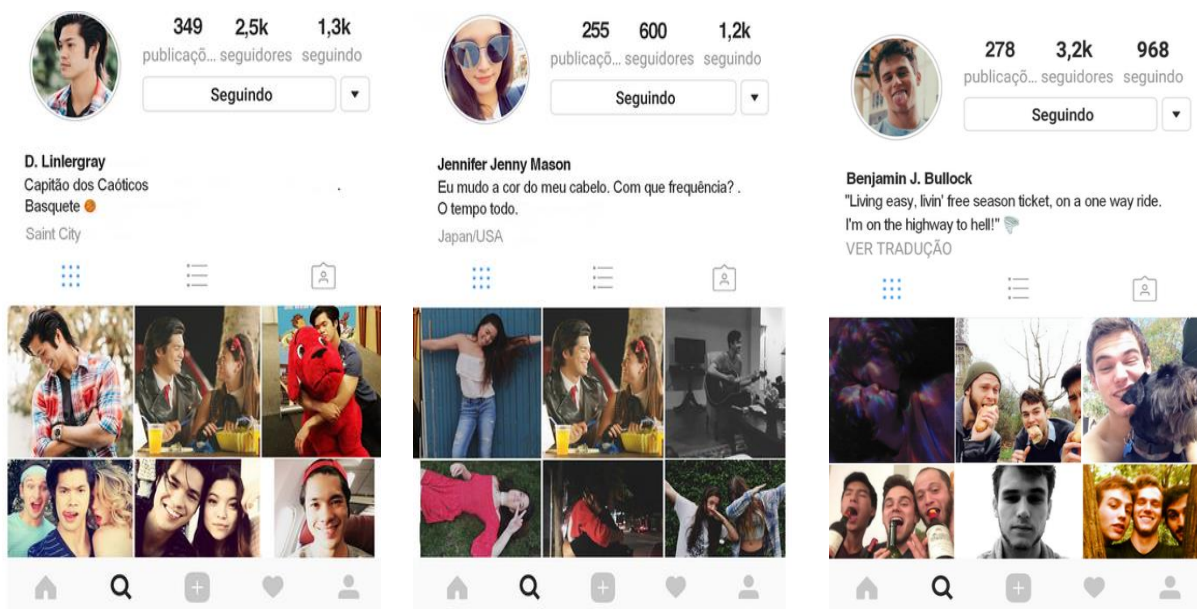 349 2,5k 1,3k
publicaçõ... seguidores seguindo
Seguindo
D. Linlergray
Capitão dos Caóticos
.
Basquete
Saint City
255 600 1,2k
publicaçõ... seguidores seguindo
Seguindo
Jennifer Jenny Mason
Eu mudo a cor do meu cabelo. Com que frequência? .
O tempo todo.
Japan/USA
278 3,2k 968
publicaçõ... seguidores seguindo
Seguindo
Benjamin J. Bullock
"Living easy, livin' free season ticket, on a one way ride.
I'm on the highway to hell!"
VER TRADUÇÃO